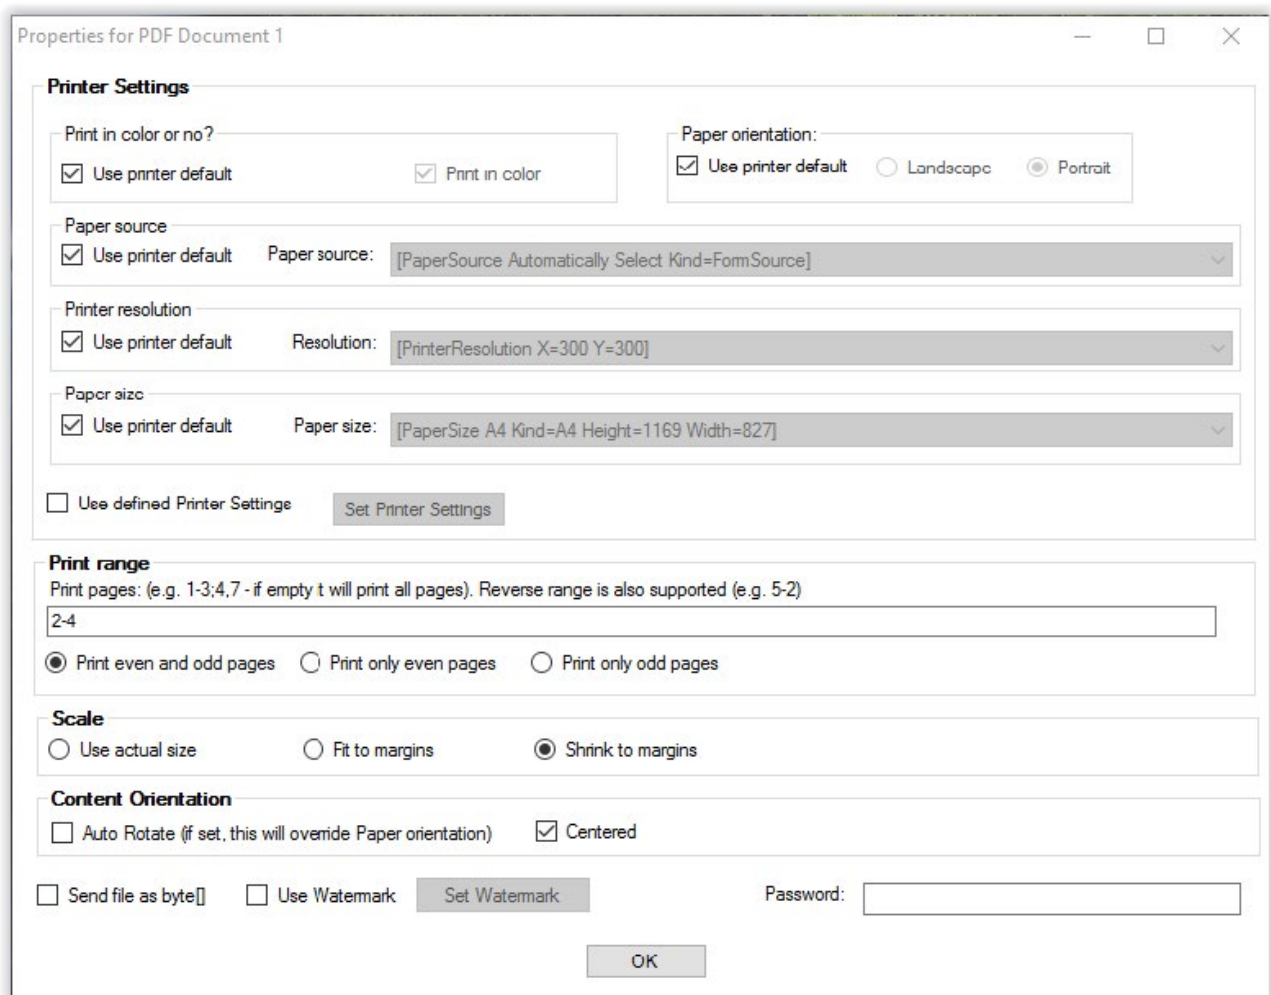 Properties for PDF Document 1
Printer Settings
Print in color or no?
Use printer default Print in color
Paper orientation:
Use printer default Landscape Portrait
Paper source
Use printer default Paper source: [PaperSource Automatically Select Kind=FormSource]
Printer resolution
Use printer default Resolution: [PrinterResolution X=300 Y=300]
Paper size
Use printer default Paper size: [PaperSize A4 Kind=A4 Height=1169 Width=827]
Use defined Printer Settings Set Printer Settings
Print range
Print pages: (e.g. 1-3;4,7 - if empty t will print all pages). Reverse range is also supported (e.g. 5-2)
2-4
Print even and odd pages Print only even pages Print only odd pages
Scale
Use actual size Fit to margins Shrink to margins
Content Orientation
Auto Rotate (if set, this will override Paper orientation) Centered
Send file as byte[] Use Watermark Set Watermark Password:
OK